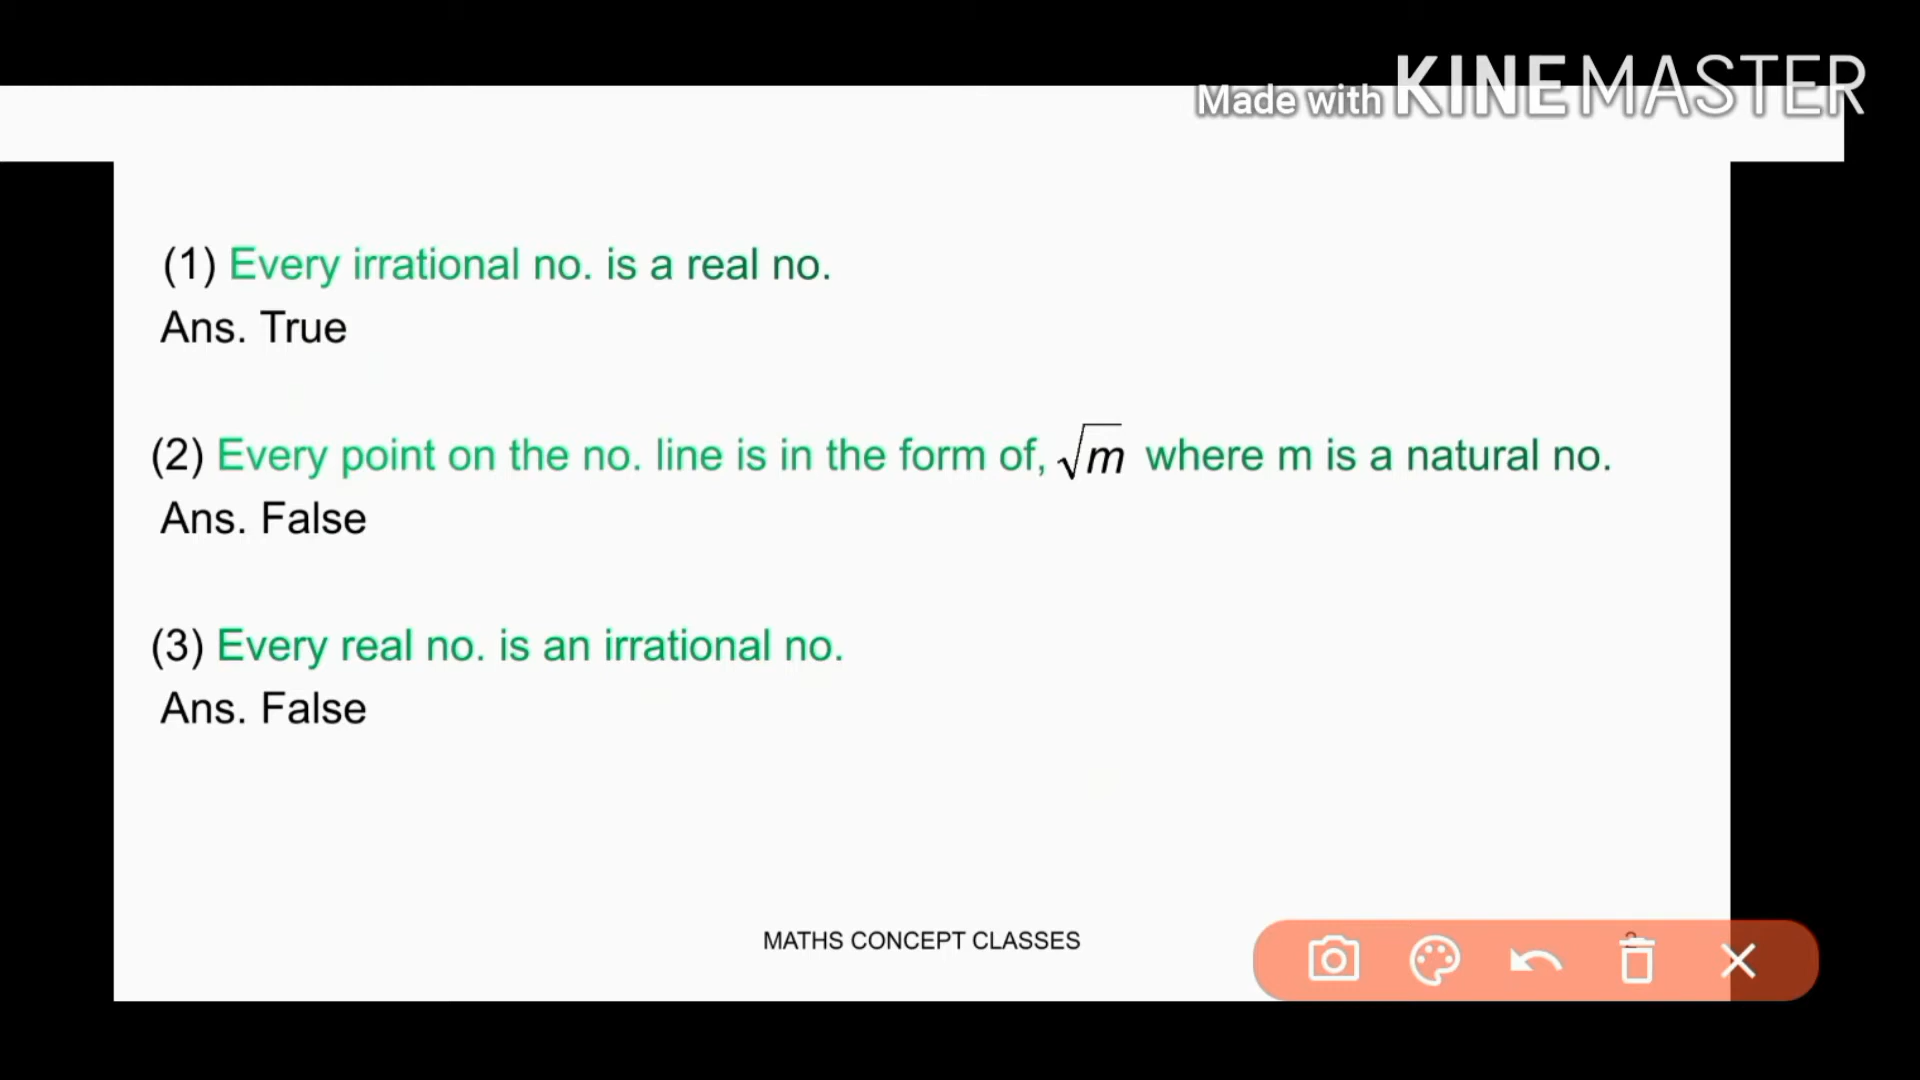 Made with KINEMASTER
(1) Every irrational no. is a real no.
Ans. True
(2) Every point on the no. line is in the form of, √m where m is a natural no.
Ans. False
(3) Every real no. is an irrational no.
Ans. False
MATHS CONCEPT CLASSES